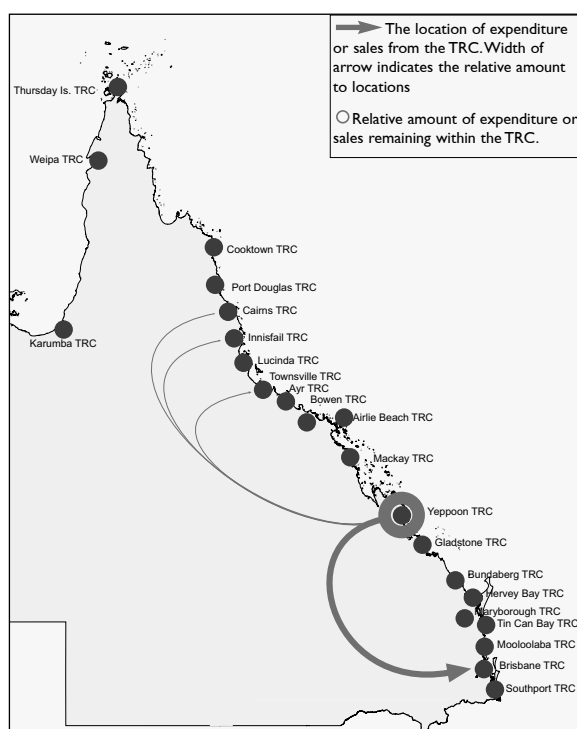 The location of expenditure
or sales from the TRC. Width of
arrow indicates the relative amount
to locations
Relative amount of expenditure or
sales remaining within the TRC.
Thursday Is. TRC
Weipa TRC
Cooktown TRC
Port Douglas TRC
Cairns TRC
Karumba TRC
Innisfail TRC
Lucinda TRC
Townsville TRC
Ayr TRC
Bowen TRC
Airlie Beach TRC
Mackay TRC
Yeppoon TRC
Gladstone TRC
Bundaberg TRC
Hervey Bay TRC
Maryborough TRC
Tin Can Bay TRC
Mooloolaba TRC
Brisbane TRC
Southport TRC